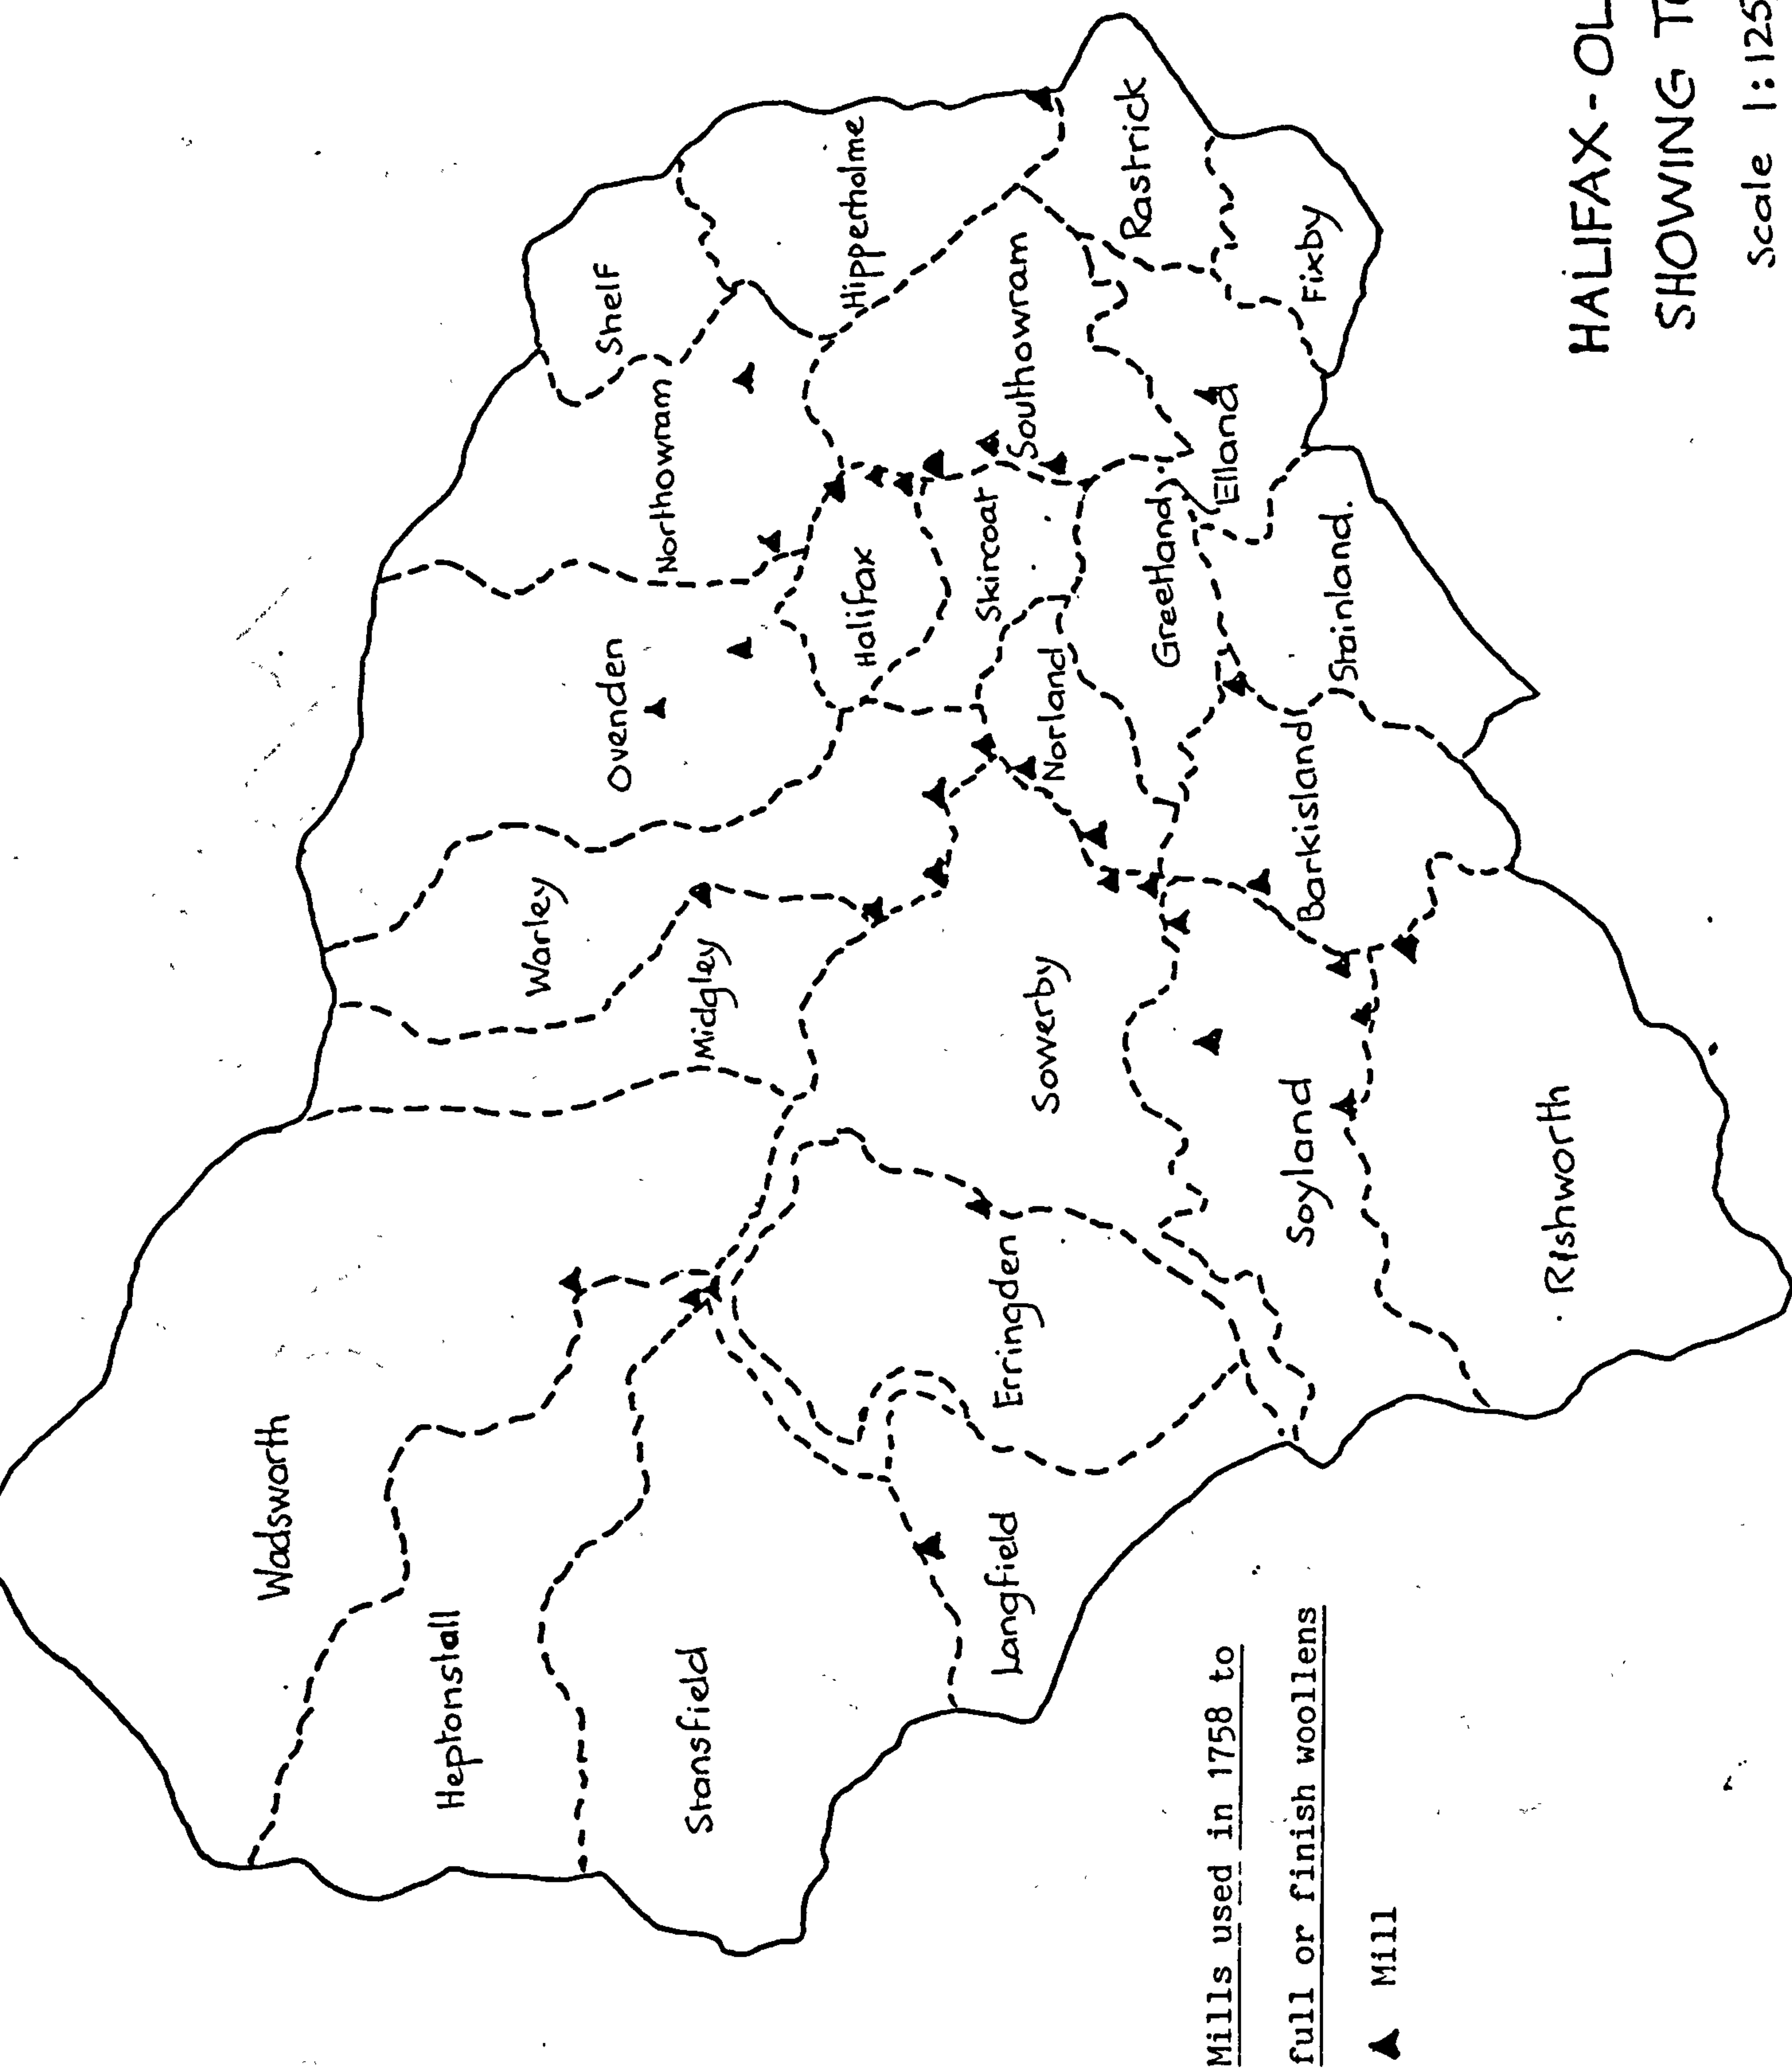 Wadsworth
Heptonstall
Warley
Shelf
Ovenden
Northowram
Stansfield
Midgley
Hipperholme
Halifax
Skircoat
Langfield
Erringden
Southowram
Sowerby
Norland
Rastrick
Greetland
Elland
Soyland
Barkisland
Fixby
Stainland.
Rishworth
Mills used in 1758 to
full or finish woollens
Mill
HALIFAX - OL
SHOWING T
Scale 1:125